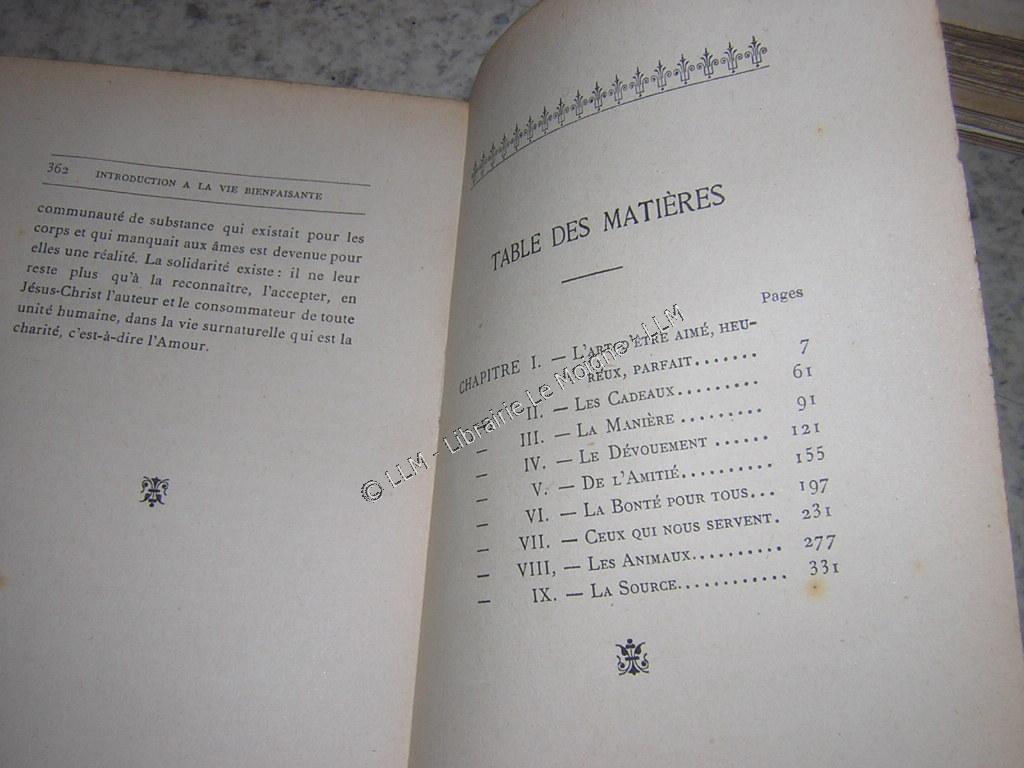 362 INTRODUCTION A LA VIE BIENFAISANTE
communauté de substance qui existait pour les
corps et qui manquait aux âmes est devenue pour
elles une réalité. La solidarité existe : il ne leur
reste plus qu'à la reconnaître, l'accepter, en
Jésus-Christ l'auteur et le consommateur de toute
unité humaine, dans la vie surnaturelle qui est la
charité, c'est-à-dire l'Amour.
TABLE DES MATIÈRES
Pages
CHAPITRE I. — L'ART D'ÊTRE AIMÉ, HEU-
REUX, PARFAIT....... 7
— II. — LES CADEAUX......... 61
— III. — LA MANIÈRE ......... 91
— IV. — LE DÉVOUEMENT ...... 121
— V. — DE L'AMITIÉ.......... 155
— VI. — LA BONTÉ POUR TOUS... 197
— VII. — CEUX QUI NOUS SERVENT. 231
— VIII, — LES ANIMAUX.......... 277
— IX. — LA SOURCE............ 331
© LLM - Librairie Le Moigne - LLM